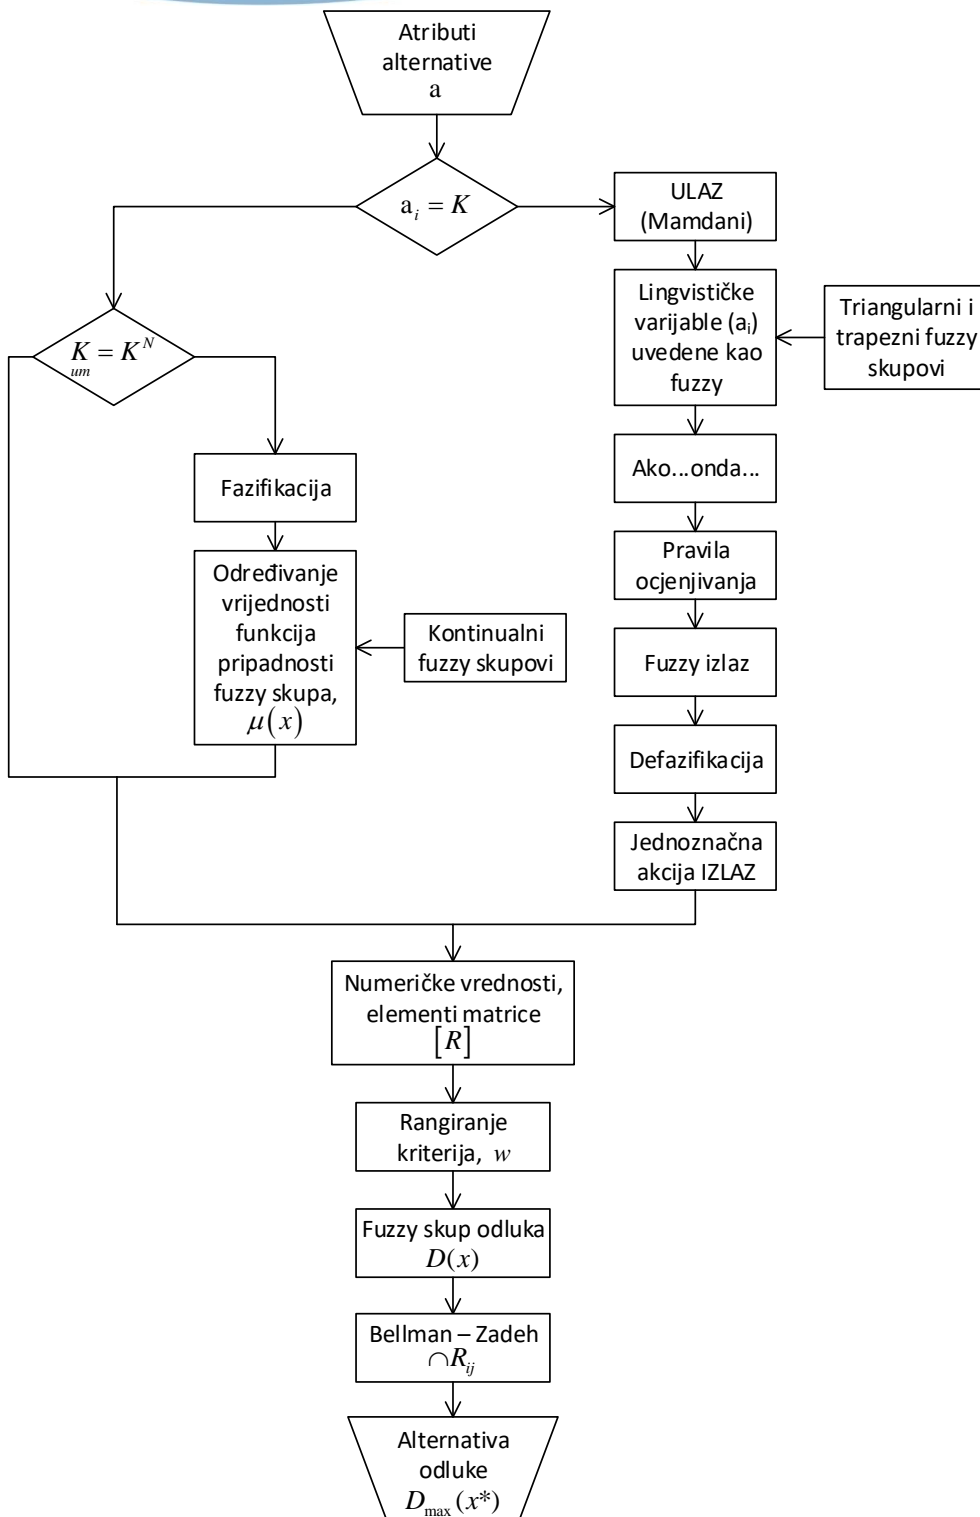 Atributi
alternative
a
a_i = K
ULAZ
(Mamdani)
Lingvističke
varijable (a_i)
uvedene kao
fuzzy
Triangularni i
trapezni fuzzy
skupovi
K = K^N
um
Ako...onda...
Fazifikacija
Pravila
ocjenjivanja
Određivanje
vrijednosti
funkcija
pripadnosti
fuzzy skupa,
μ(x)
Kontinualni
fuzzy skupovi
Fuzzy izlaz
Defazifikacija
Jednoznačna
akcija IZLAZ
Numeričke vrednosti,
elementi matrice
[R]
Rangiranje
kriterija, w
Fuzzy skup odluka
D(x)
Bellman – Zadeh
∩R_ij
Alternativa
odluke
D_max(x*)